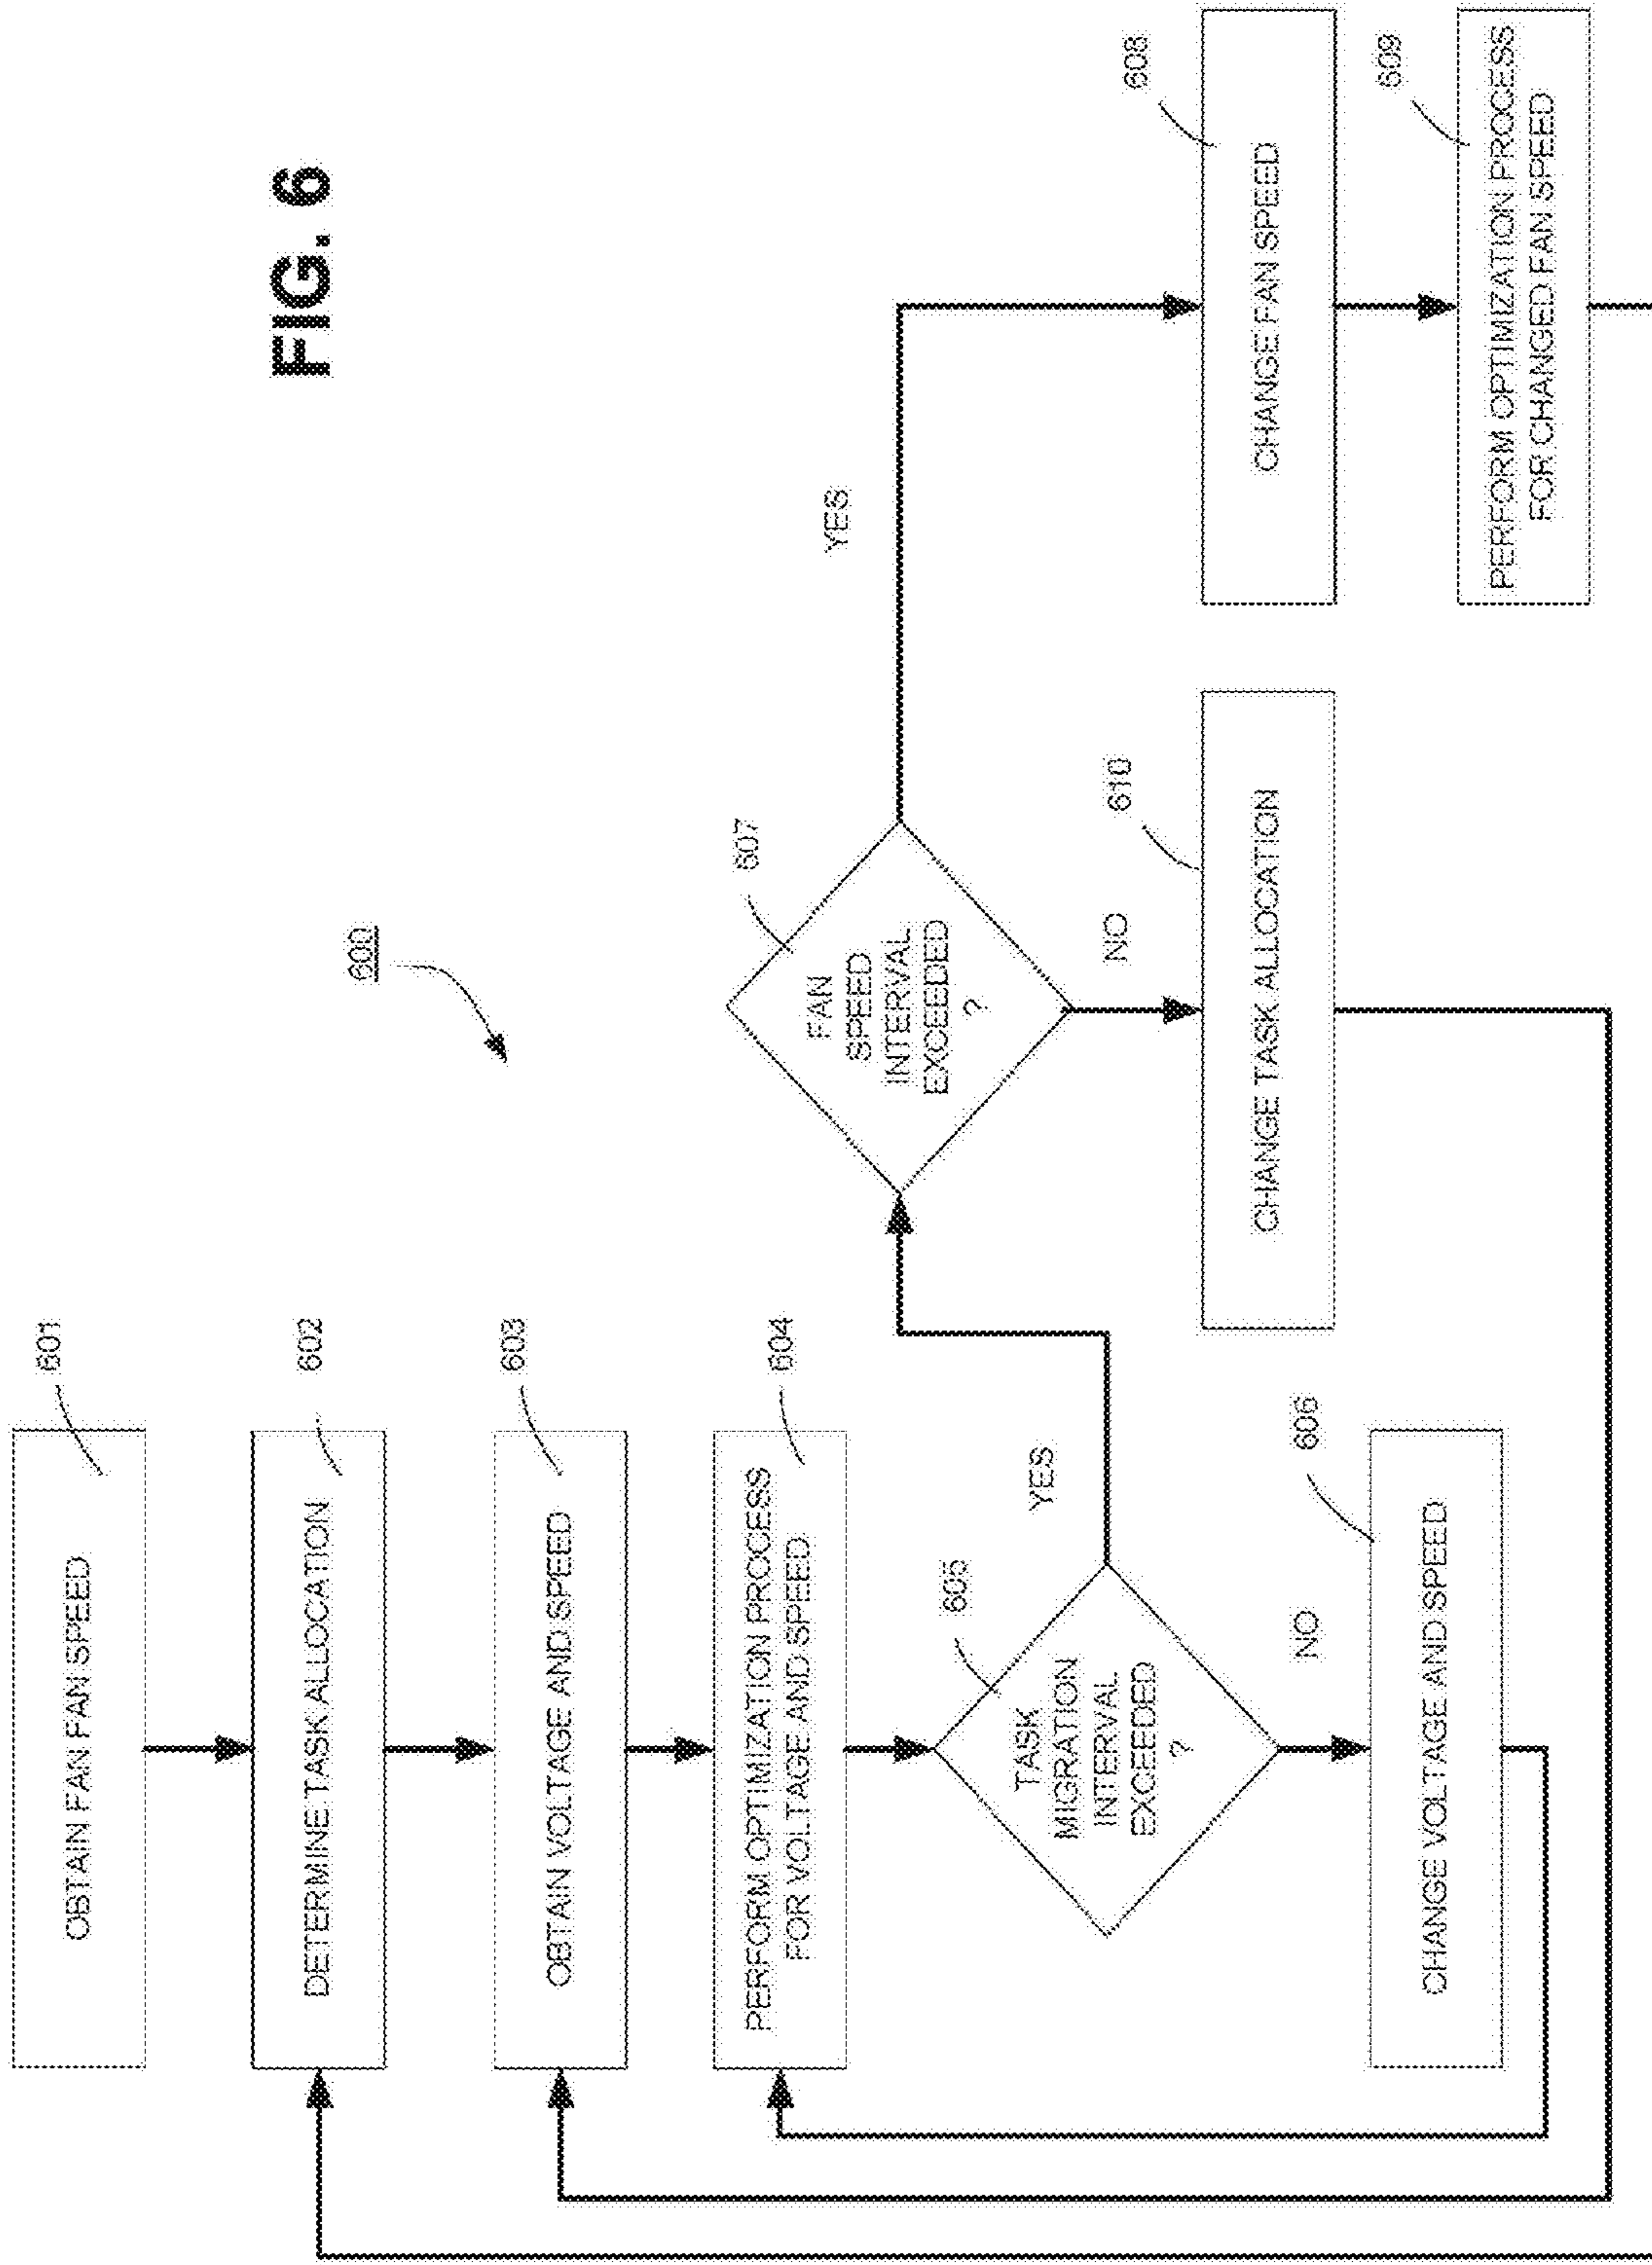 FIG. 6
600
OBTAIN FAN FAN SPEED
601
DETERMINE TASK ALLOCATION
602
OBTAIN VOLTAGE AND SPEED
603
PERFORM OPTIMIZATION PROCESS
FOR VOLTAGE AND SPEED
604
TASK
MIGRATION
INTERVAL
EXCEEDED
?
605
YES
NO
CHANGE VOLTAGE AND SPEED
606
FAN
SPEED
INTERVAL
EXCEEDED
?
607
YES
NO
CHANGE FAN SPEED
608
PERFORM OPTIMIZATION PROCESS
FOR CHANGED FAN SPEED
609
CHANGE TASK ALLOCATION
610